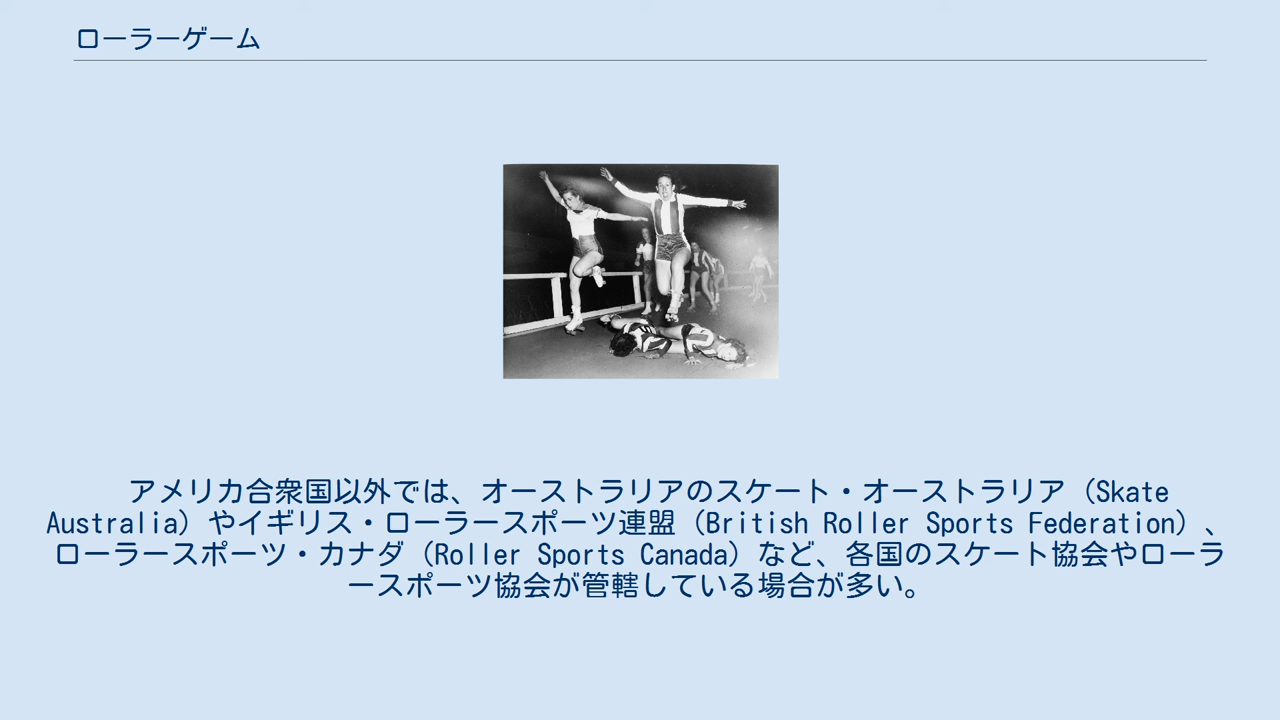 ローラーゲーム
アメリカ合衆国以外では、オーストラリアのスケート・オーストラリア（Skate
Australia）やイギリス・ローラースポーツ連盟（British Roller Sports Federation）、
ローラースポーツ・カナダ（Roller Sports Canada）など、各国のスケート協会やローラ
ースポーツ協会が管轄している場合が多い。